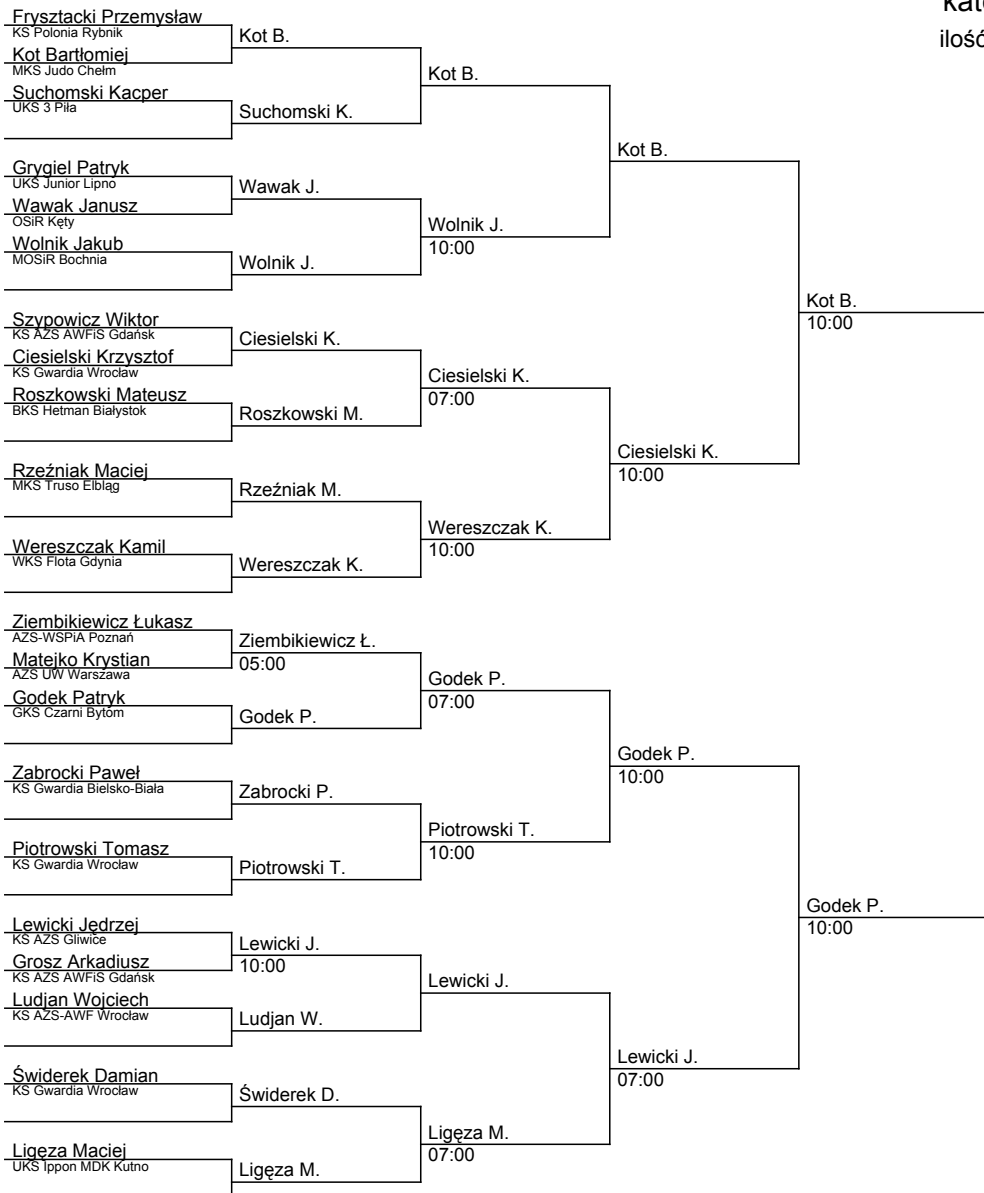 kat
ilość
Frysztacki Przemysław
KS Polonia Rybnik
Kot Bartłomiej
MKS Judo Chełm
Suchomski Kacper
UKS 3 Piła
Grygiel Patryk
UKS Junior Lipno
Wawak Janusz
OSiR Kęty
Wolnik Jakub
MOSiR Bochnia
Szypowicz Wiktor
KS AZS AWFiS Gdańsk
Ciesielski Krzysztof
KS Gwardia Wrocław
Roszkowski Mateusz
BKS Hetman Białystok
Rzeźniak Maciej
MKS Truso Elbląg
Wereszczak Kamil
WKS Flota Gdynia
Ziembikiewicz Łukasz
AZS-WSPiA Poznań
Matejko Krystian
AZS UW Warszawa
Godek Patryk
GKS Czarni Bytom
Zabrocki Paweł
KS Gwardia Bielsko-Biała
Piotrowski Tomasz
KS Gwardia Wrocław
Lewicki Jędrzej
KS AZS Gliwice
Grosz Arkadiusz
KS AZS AWFiS Gdańsk
Ludjan Wojciech
KS AZS-AWF Wrocław
Świderek Damian
KS Gwardia Wrocław
Ligęza Maciej
UKS Ippon MDK Kutno
Kot B.
Suchomski K.
Wawak J.
Wolnik J.
Ciesielski K.
Roszkowski M.
Rzeźniak M.
Wereszczak K.
Ziembikiewicz Ł.
05:00
Godek P.
Zabrocki P.
Piotrowski T.
Lewicki J.
10:00
Ludjan W.
Świderek D.
Ligęza M.
Kot B.
Wolnik J.
10:00
Ciesielski K.
07:00
Wereszczak K.
10:00
Godek P.
07:00
Piotrowski T.
10:00
Lewicki J.
Ligęza M.
07:00
Kot B.
Ciesielski K.
10:00
Godek P.
10:00
Lewicki J.
07:00
Kot B.
10:00
Godek P.
10:00